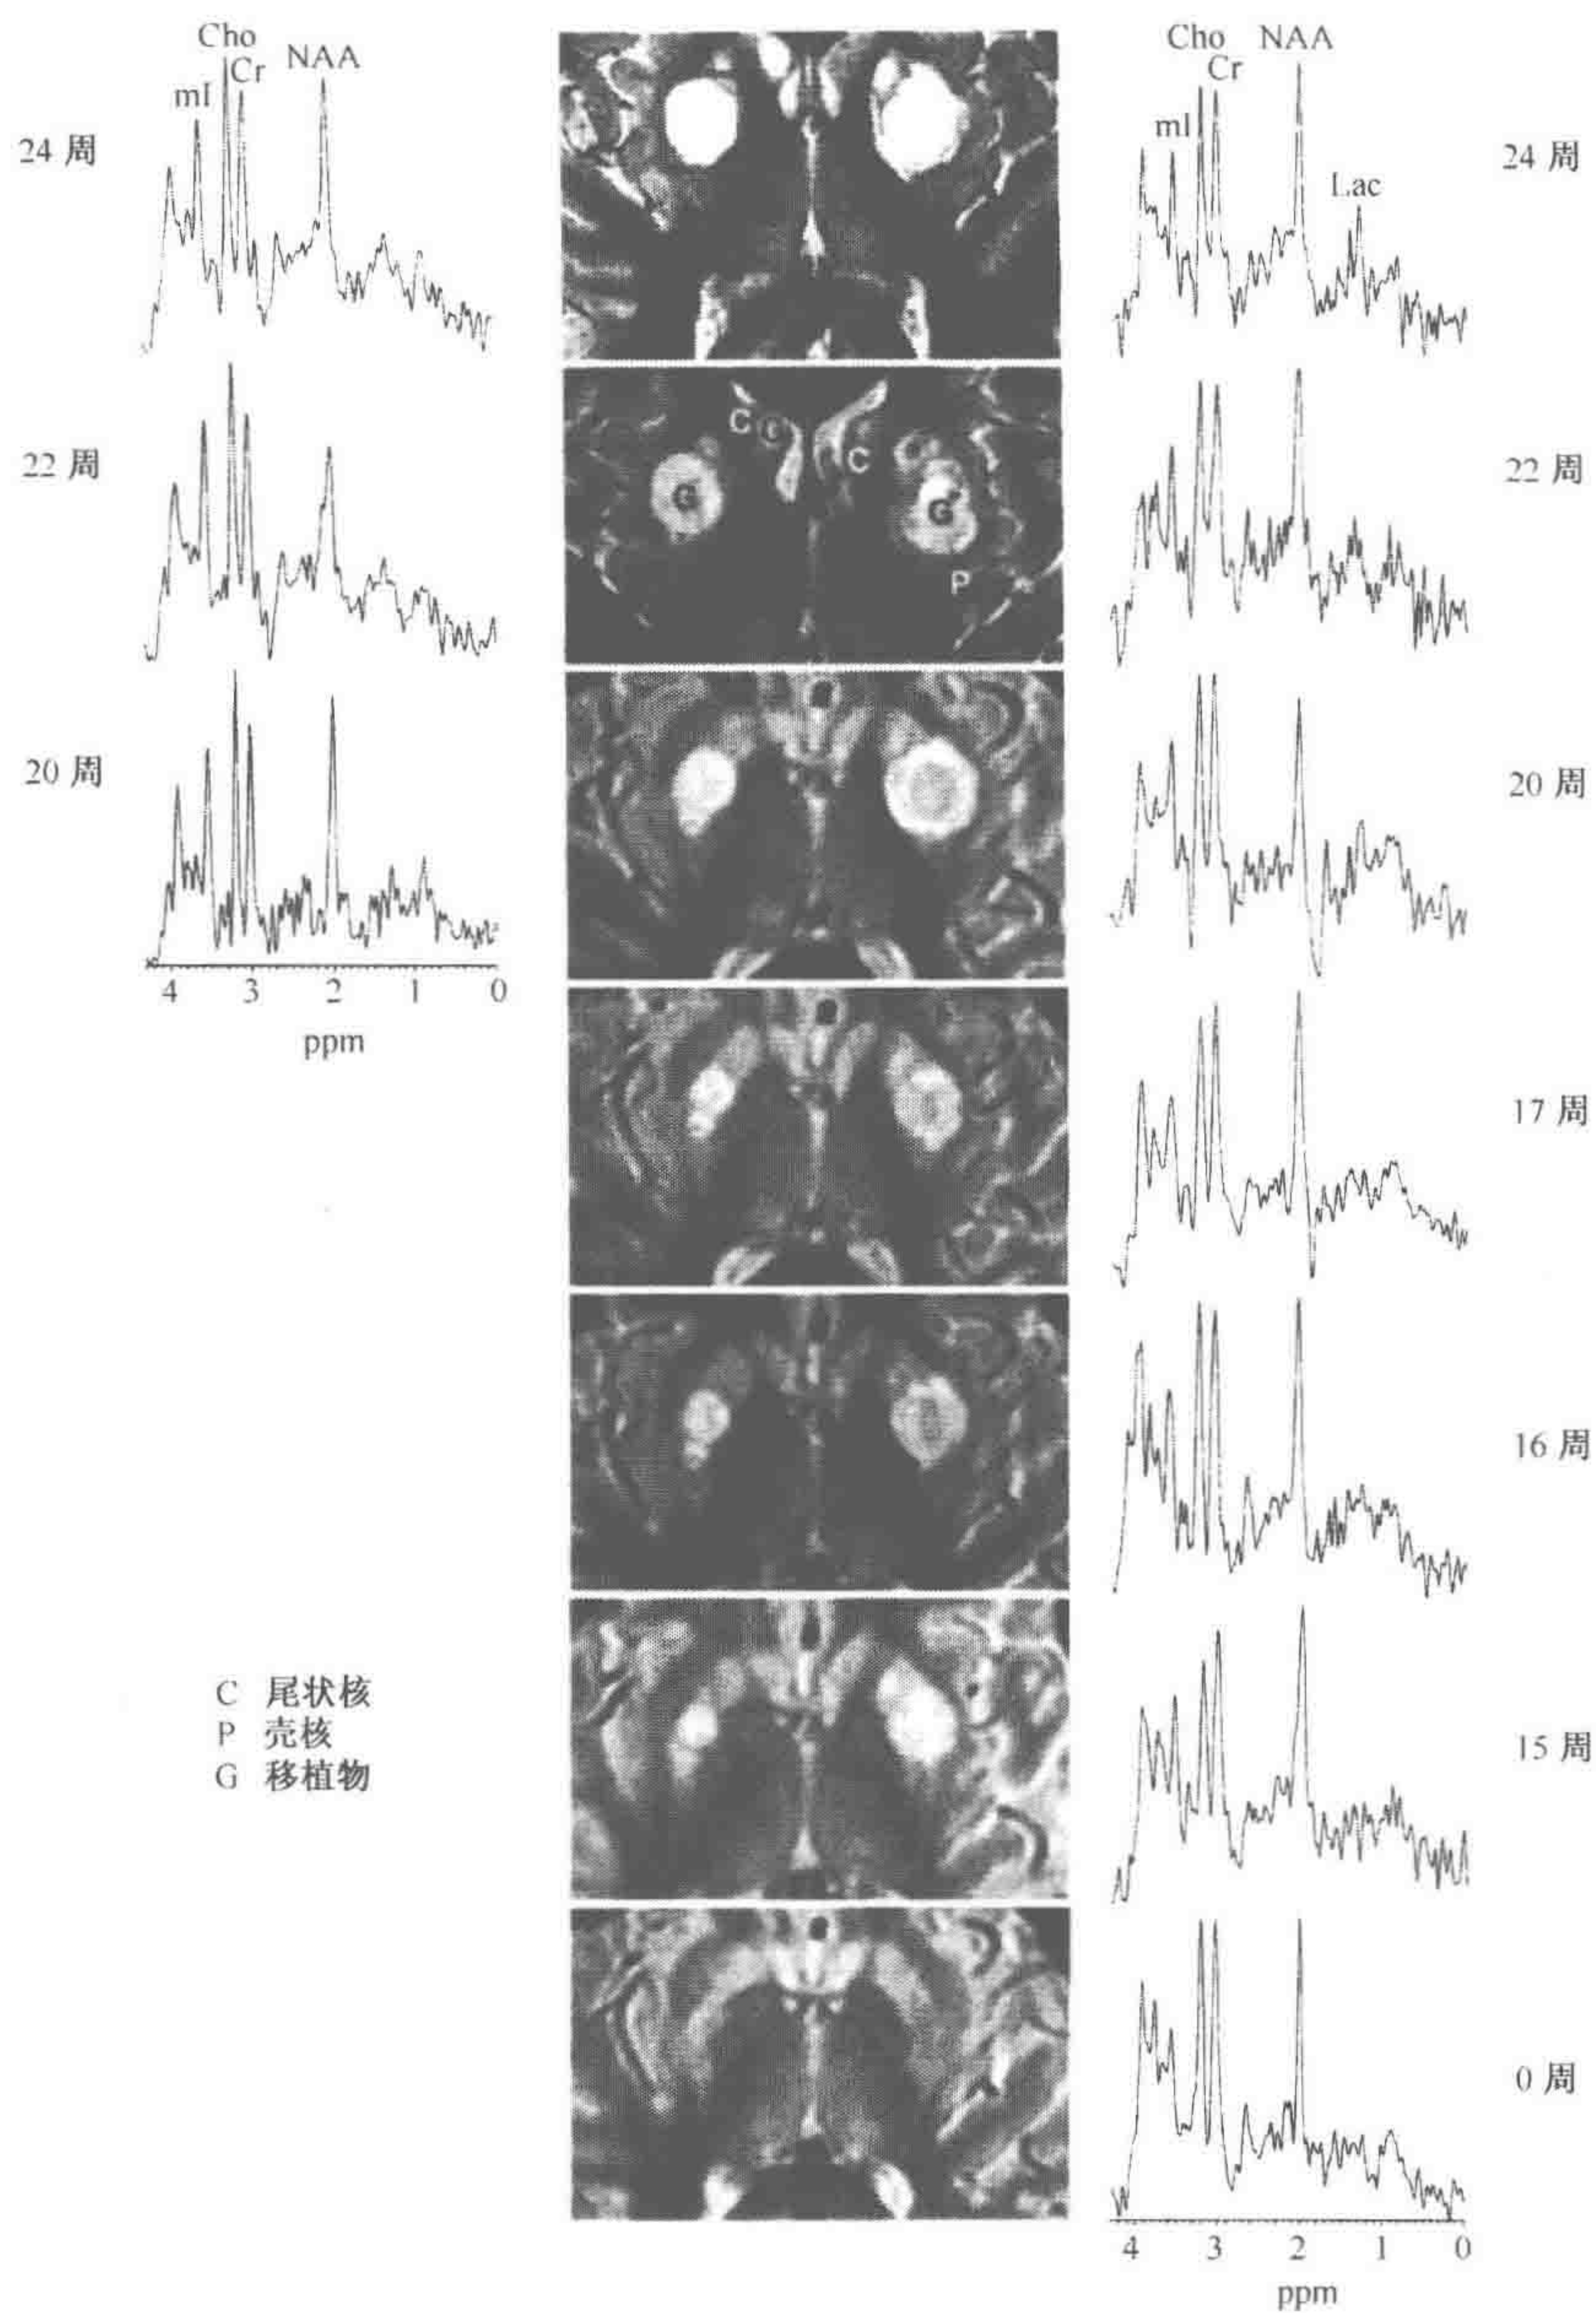 Cho
Cr
NAA
mI
24 周
22 周
20 周
4 3 2 1 0
ppm
C C C
G G
P
C 尾状核
P 壳核
G 移植物
Cho NAA
Cr
mI
Lac
24 周
22 周
20 周
17 周
16 周
15 周
0 周
4 3 2 1 0
ppm